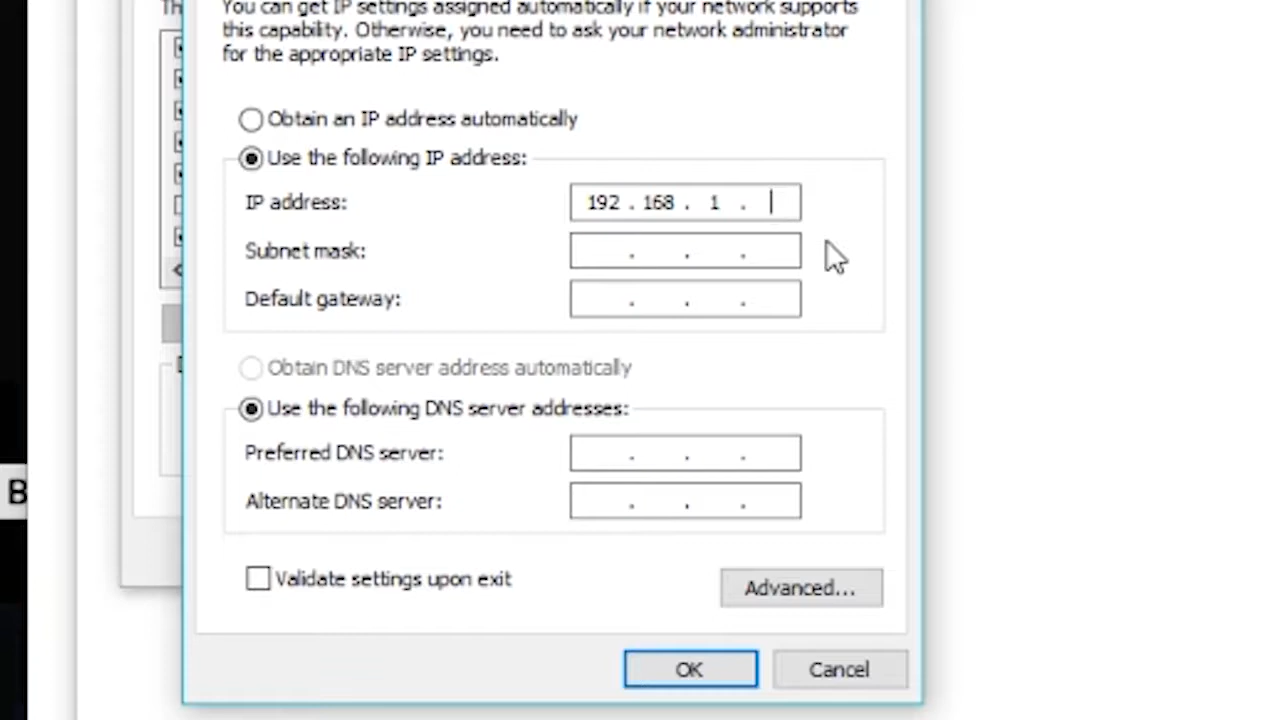 Th
You can get IP settings assigned automatically if your network supports
this capability. Otherwise, you need to ask your network administrator
for the appropriate IP settings.
Obtain an IP address automatically
Use the following IP address:
IP address:
192 . 168 . 1 .
Subnet mask:
. . .
Default gateway:
. . .
Obtain DNS server address automatically
Use the following DNS server addresses:
Preferred DNS server:
. . .
Alternate DNS server:
. . .
B
Validate settings upon exit
Advanced...
OK
Cancel